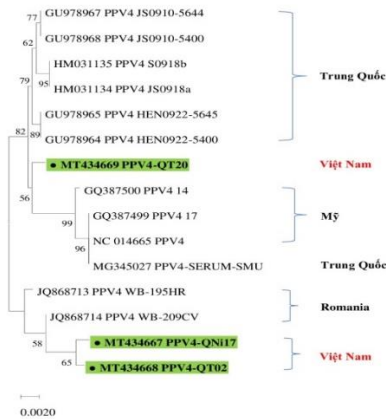 77
GU978967 PPV4 JS0910-5644
62
GU978968 PPV4 JS0910-5400
HM031135 PPV4 S0918b
Trung Quốc
79
95
HM031134 PPV4 JS0918a
GU978965 PPV4 HEN0922-5645
82
89
GU978964 PPV4 HEN0922-5400
MT434669 PPV4-QT20
Việt Nam
56
GQ387500 PPV4 14
99
GQ387499 PPV4 17
Mỹ
NC 014665 PPV4
96
MG345027 PPV4-SERUM-SMU
Trung Quốc
JQ868713 PPV4 WB-195HR
Romania
JQ868714 PPV4 WB-209CV
58
MT434667 PPV4-QNi17
Việt Nam
65
MT434668 PPV4-QT02
0.0020